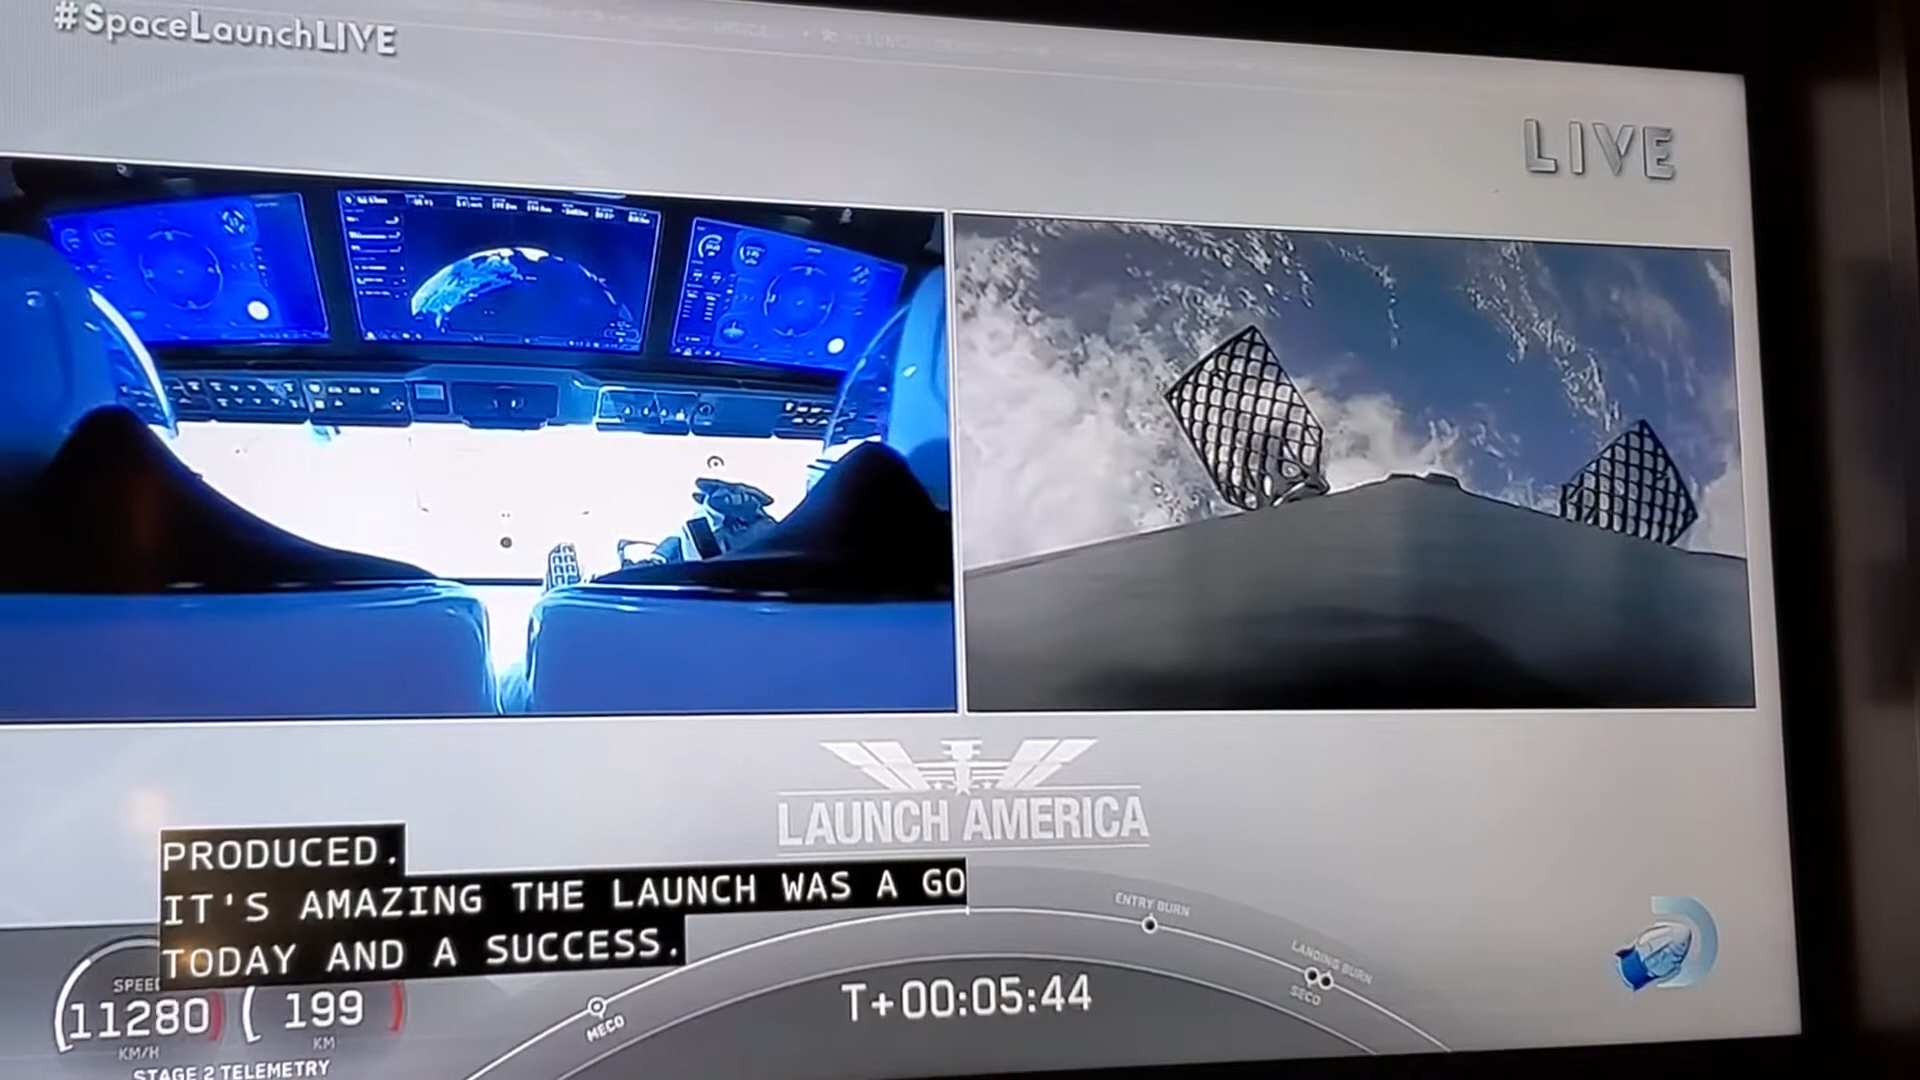 #SpaceLaunchLIVE
LIVE
LAUNCH AMERICA
PRODUCED.
IT'S AMAZING THE LAUNCH WAS A GO
TODAY AND A SUCCESS.
ENTRY BURN
LANDING BURN
SECO
MECO
T+00:05:44
SPEED
11280
KM/H
199
KM
STAGE 2 TELEMETRY